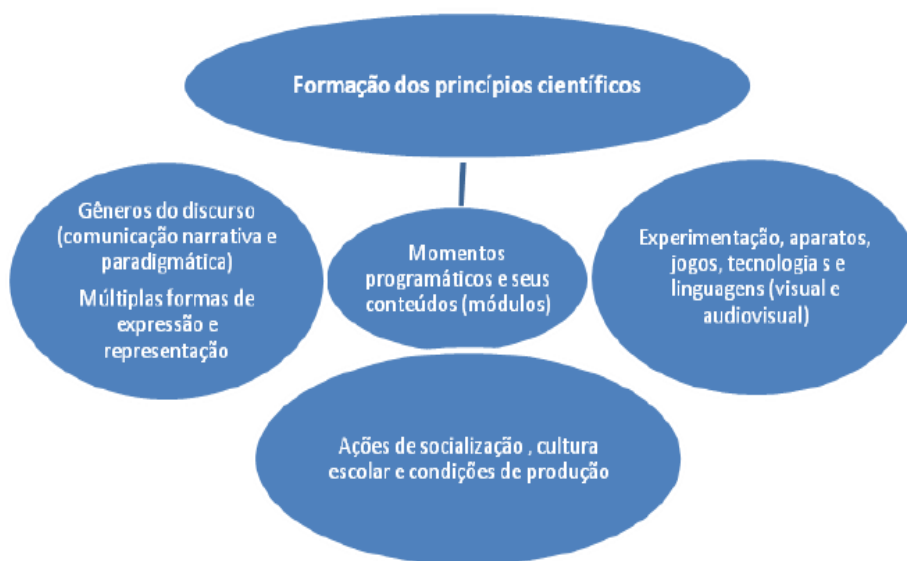 Formação dos princípios científicos
Gêneros do discurso
(comunicação narrativa e
paradigmática)
Múltiplas formas de
expressão e
representação
Momentos
programáticos e seus
conteúdos (módulos)
Experimentação, aparatos,
jogos, tecnologia s e
linguagens (visual e
audiovisual)
Ações de socialização , cultura
escolar e condições de produção